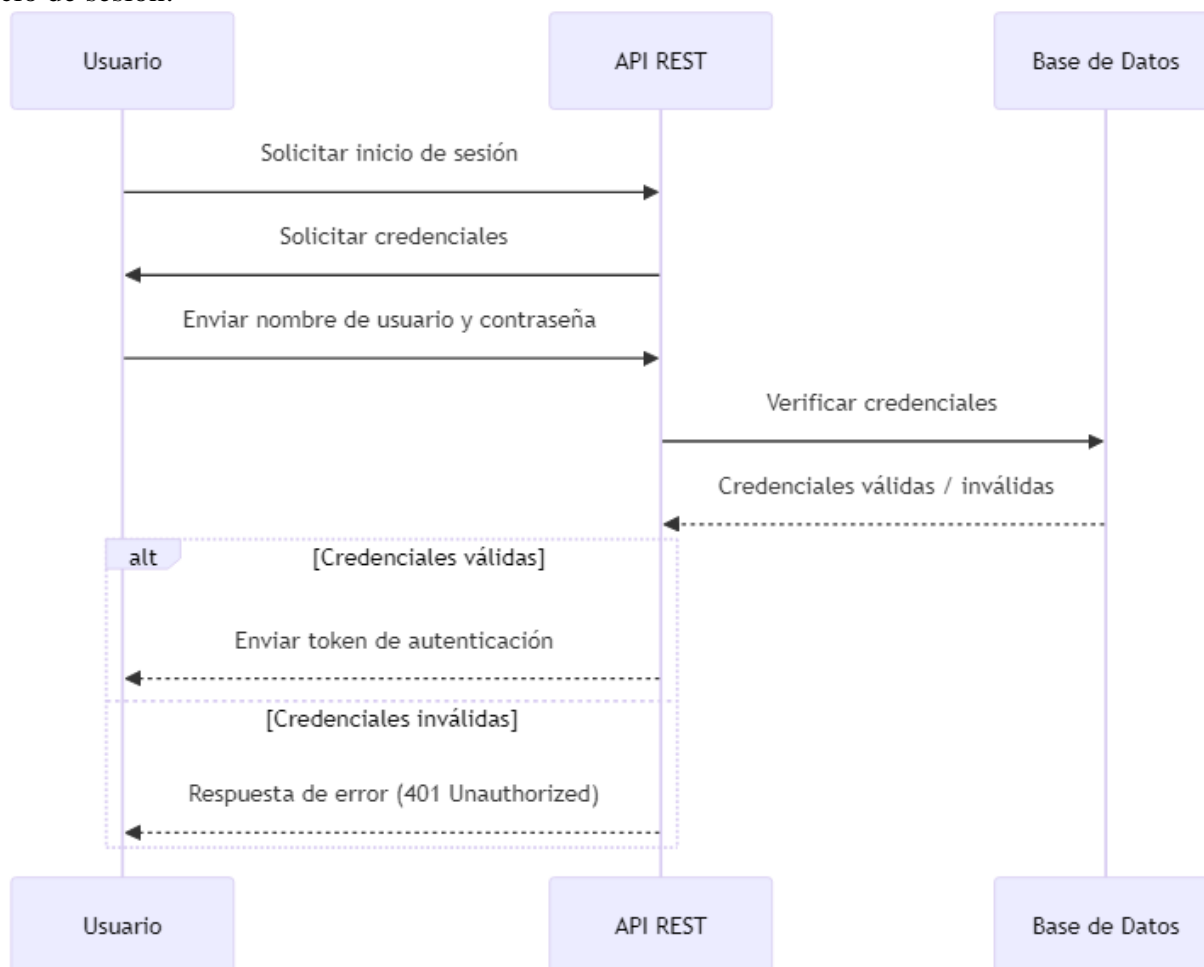 Usuario API REST Base de Datos
Solicitar inicio de sesión
Solicitar credenciales
Enviar nombre de usuario y contraseña
Verificar credenciales
Credenciales válidas / inválidas
alt [Credenciales válidas]
Enviar token de autenticación
[Credenciales inválidas]
Respuesta de error (401 Unauthorized)
Usuario API REST Base de Datos